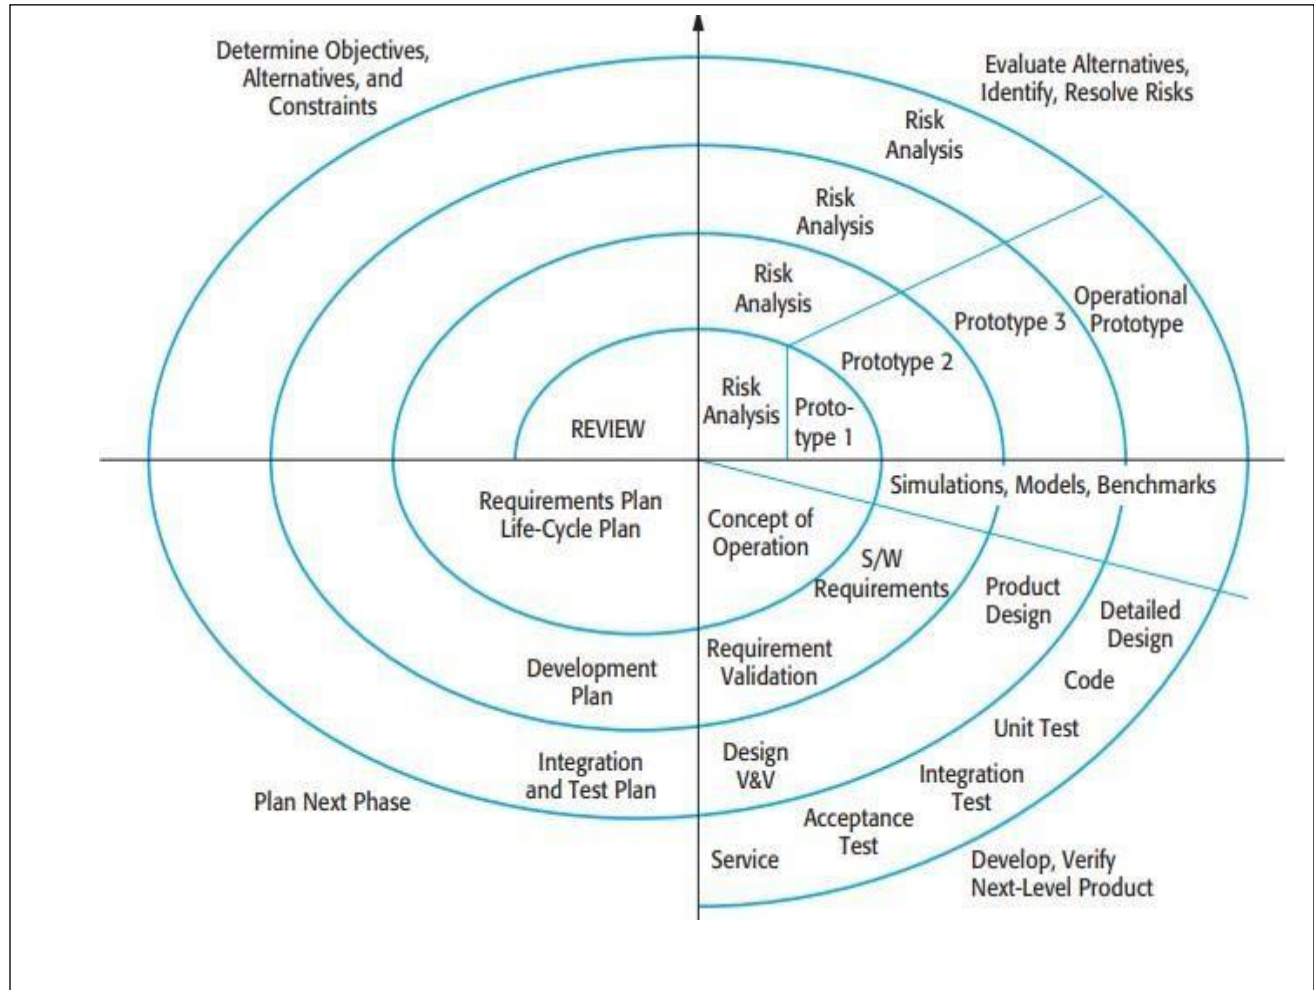 Determine Objectives,
Alternatives, and
Constraints
Evaluate Alternatives,
Identify, Resolve Risks
Risk
Analysis
Risk
Analysis
Risk
Analysis
Risk
Analysis
Operational
Prototype
Prototype 3
Prototype 2
Proto-
type 1
REVIEW
Simulations, Models, Benchmarks
Requirements Plan
Life-Cycle Plan
Concept of
Operation
S/W
Requirements
Product
Design
Detailed
Design
Requirement
Validation
Development
Plan
Code
Unit Test
Design
V&V
Integration
and Test Plan
Integration
Test
Plan Next Phase
Acceptance
Test
Service
Develop, Verify
Next-Level Product